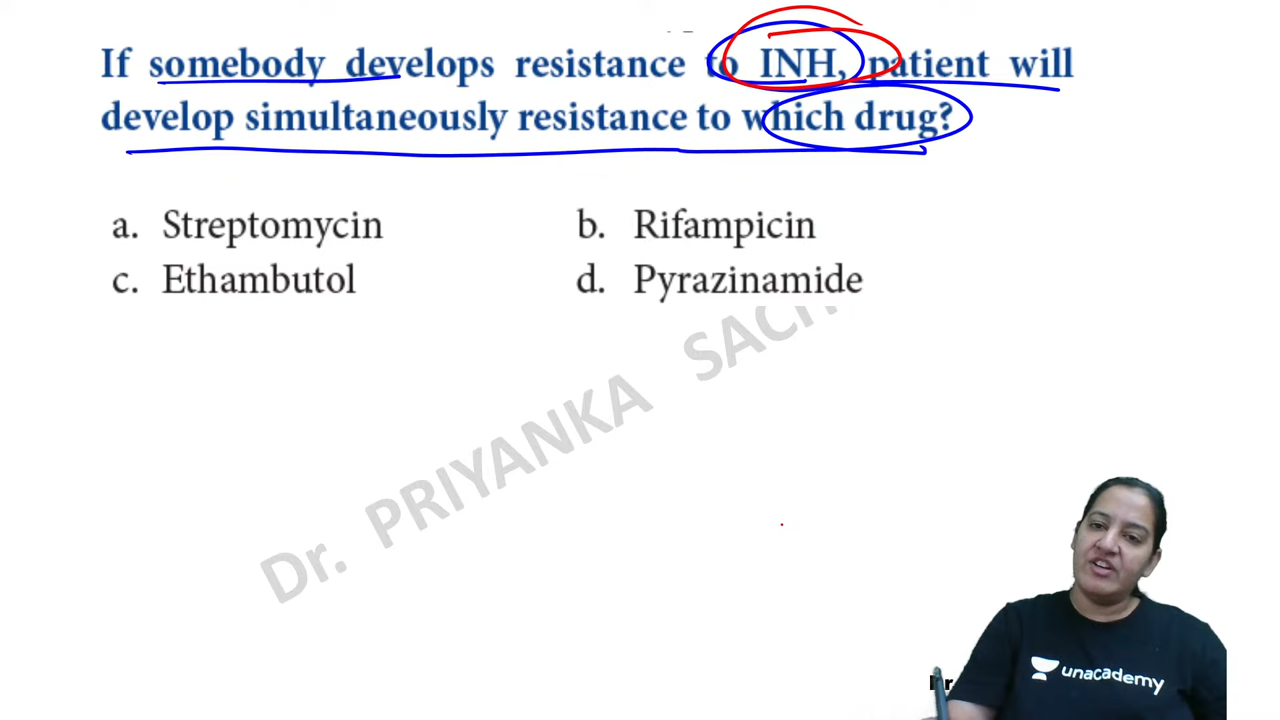 If somebody develops resistance to INH, patient will
develop simultaneously resistance to which drug?
a. Streptomycin b. Rifampicin
c. Ethambutol d. Pyrazinamide
Dr. PRIYANKA SACH
unacademy